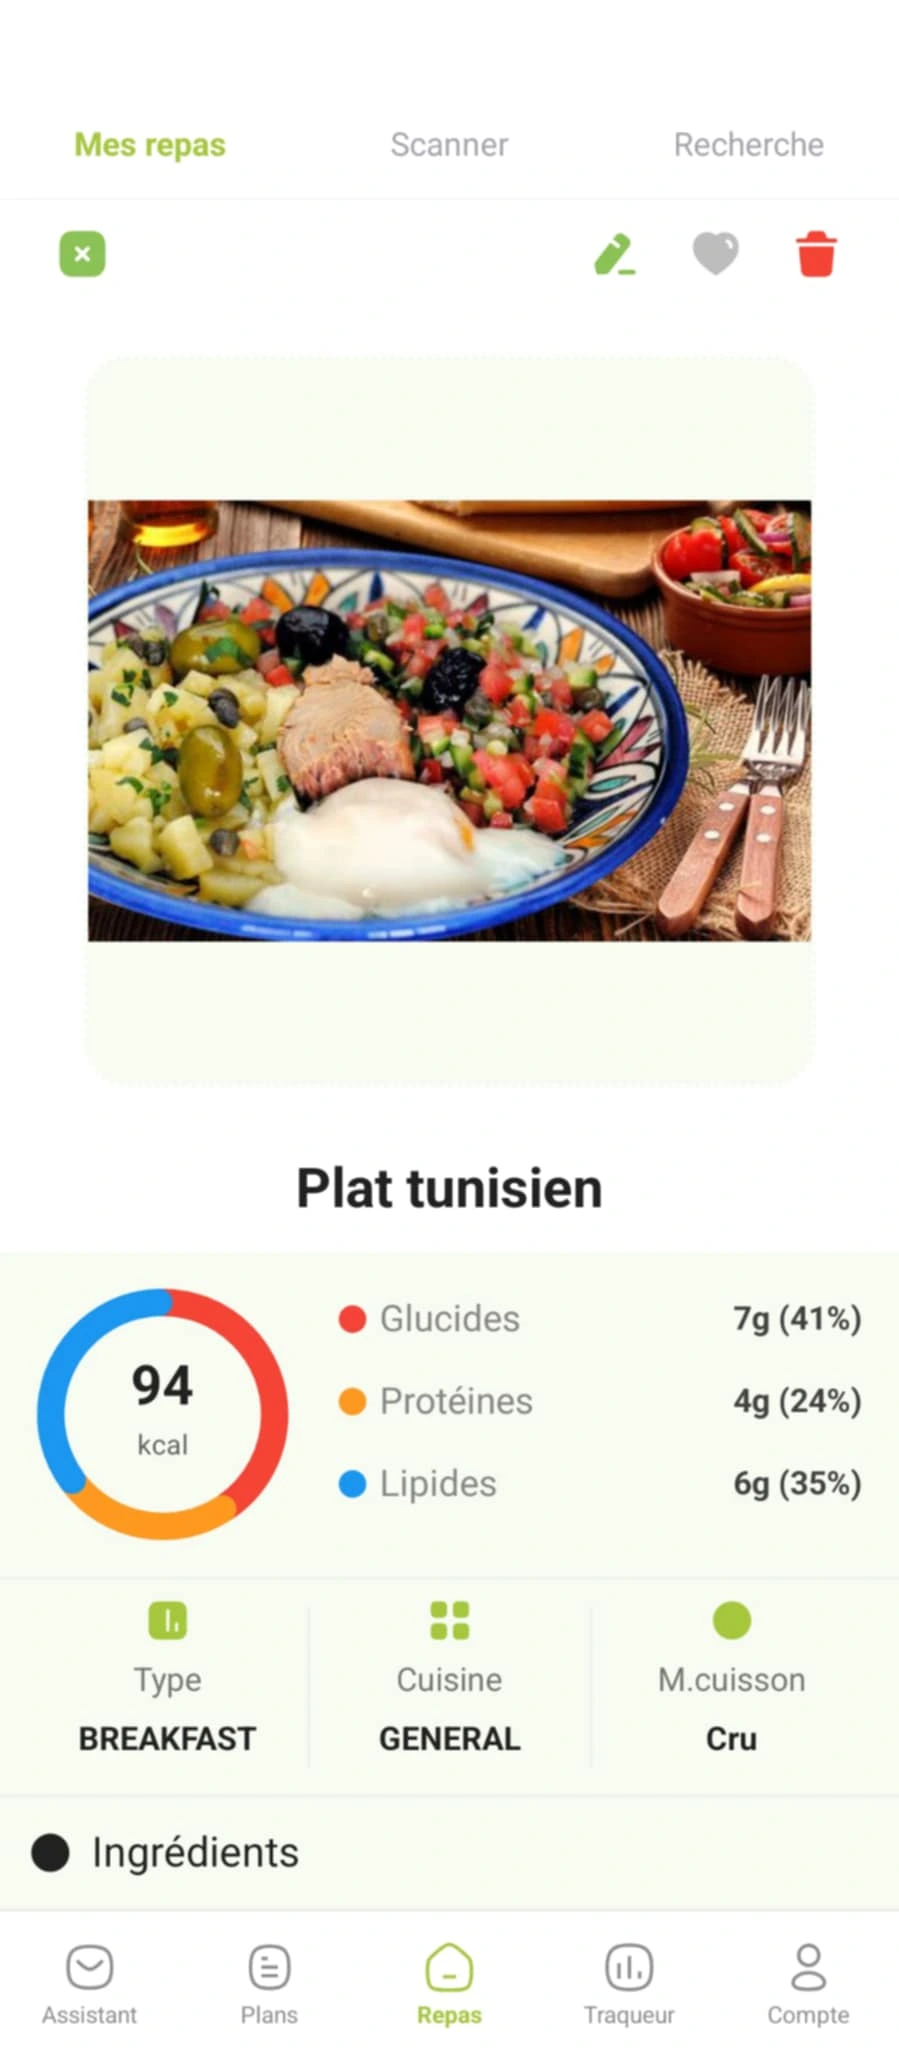 Mes repas Scanner Recherche
Plat tunisien
94
kcal
Glucides 7g (41%)
Protéines 4g (24%)
Lipides 6g (35%)
Type Cuisine M.cuisson
BREAKFAST GENERAL Cru
Ingrédients
Assistant Plans Repas Traqueur Compte